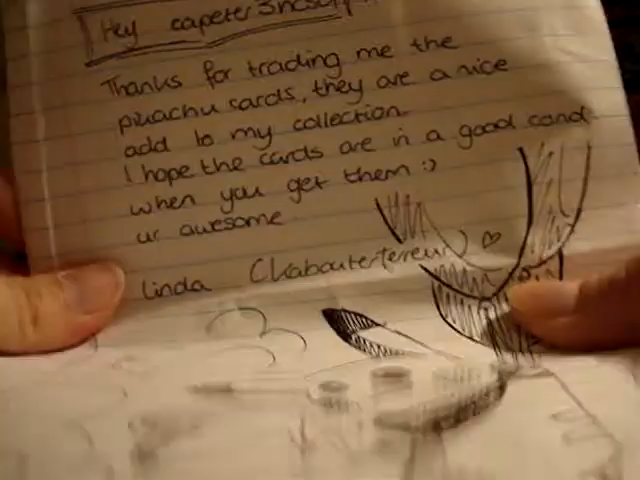 Hey
Thanks for trading me the
pikachu cards, they are a nice
add to my collection
I hope the cards are in a good cond.
when you get them :)
ur awesome
Linda (Kabouterterreur) ♡